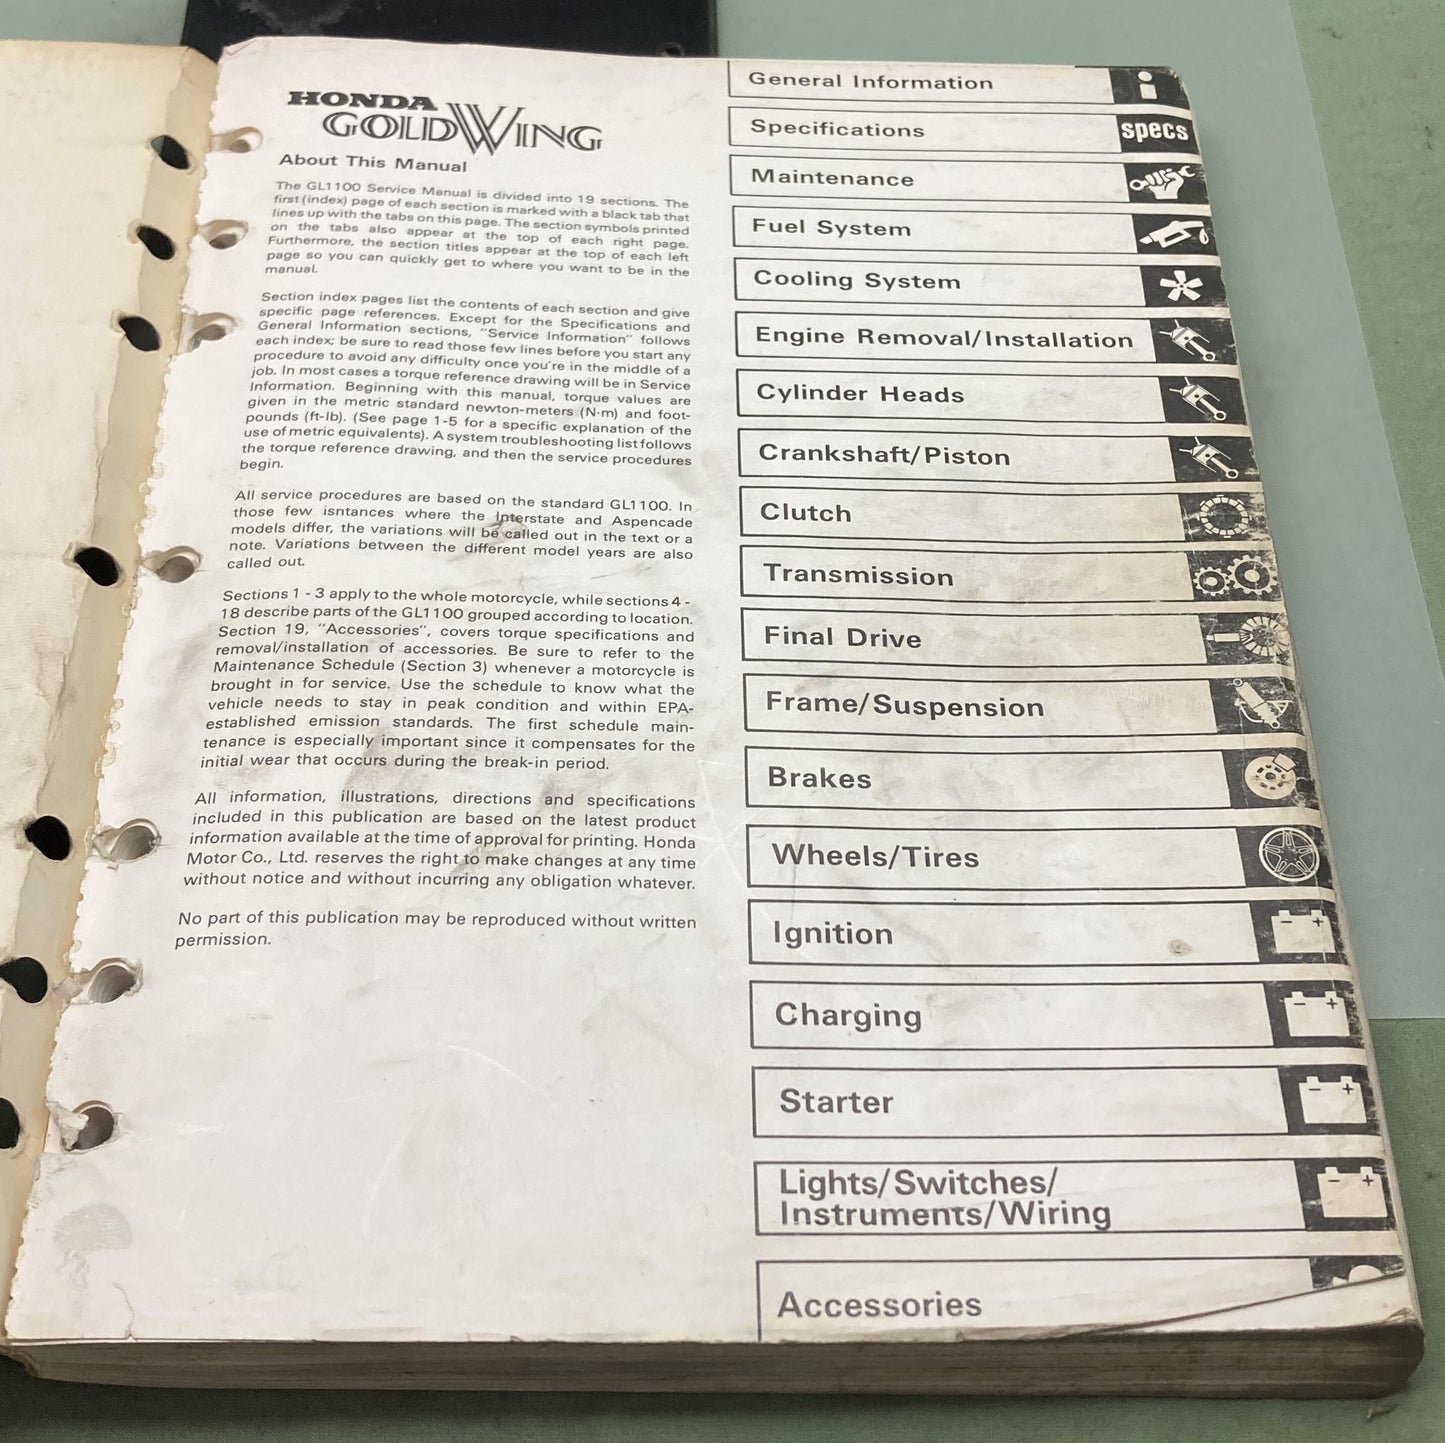 HONDA
GOLDWING
About This Manual
The GL1100 Service Manual is divided into 19 sections. The
first (index) page of each section is marked with a black tab that
lines up with the tabs on this page. The section symbols printed
on the tabs also appear at the top of each right page.
Furthermore, the section titles appear at the top of each left
page so you can quickly get to where you want to be in the
manual.
Section index pages list the contents of each section and give
specific page references. Except for the Specifications and
General Information sections, "Service Information" follows
each index; be sure to read those few lines before you start any
procedure to avoid any difficulty once you're in the middle of a
job. In most cases a torque reference drawing will be in Service
Information. Beginning with this manual, torque values are
given in the metric standard newton-meters (N·m) and foot-
pounds (ft-lb). (See page 1-5 for a specific explanation of the
use of metric equivalents). A system troubleshooting list follows
the torque reference drawing, and then the service procedures
begin.
All service procedures are based on the standard GL1100. In
those few isntances where the Interstate and Aspencade
models differ, the variations will be called out in the text or a
note. Variations between the different model years are also
called out.
Sections 1 - 3 apply to the whole motorcycle, while sections 4 -
18 describe parts of the GL1100 grouped according to location.
Section 19, "Accessories", covers torque specifications and
removal/installation of accessories. Be sure to refer to the
Maintenance Schedule (Section 3) whenever a motorcycle is
brought in for service. Use the schedule to know what the
vehicle needs to stay in peak condition and within EPA-
established emission standards. The first schedule main-
tenance is especially important since it compensates for the
initial wear that occurs during the break-in period.
All information, illustrations, directions and specifications
included in this publication are based on the latest product
information available at the time of approval for printing. Honda
Motor Co., Ltd. reserves the right to make changes at any time
without notice and without incurring any obligation whatever.
No part of this publication may be reproduced without written
permission.
General Information
Specifications specs
Maintenance
Fuel System
Cooling System
Engine Removal/Installation
Cylinder Heads
Crankshaft/Piston
Clutch
Transmission
Final Drive
Frame/Suspension
Brakes
Wheels/Tires
Ignition
Charging
Starter
Lights/Switches/
Instruments/Wiring
Accessories